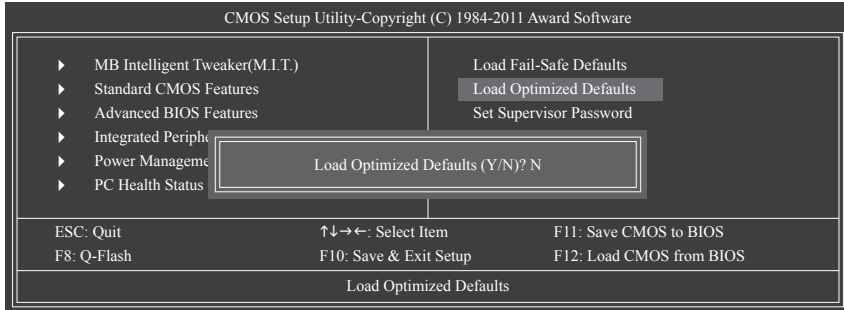 CMOS Setup Utility-Copyright (C) 1984-2011 Award Software
MB Intelligent Tweaker(M.I.T.)
Standard CMOS Features
Advanced BIOS Features
Integrated
Power
PC Health Status
Load Fail-Safe Defaults
Load Optimized Defaults
Set Supervisor Password
Load Optimized Defaults (Y/N)? N
ESC: Quit
↑↓→←: Select Item
F11: Save CMOS to BIOS
F8: Q-Flash
F10: Save & Exit Setup
F12: Load CMOS from BIOS
Load Optimized Defaults